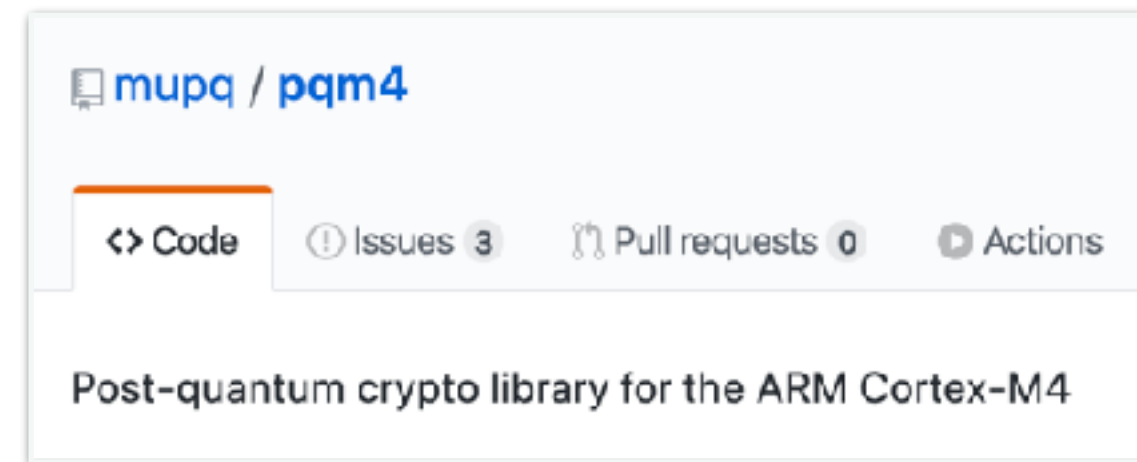 mupq / pqm4
Code Issues 3 Pull requests 0 Actions
Post-quantum crypto library for the ARM Cortex-M4